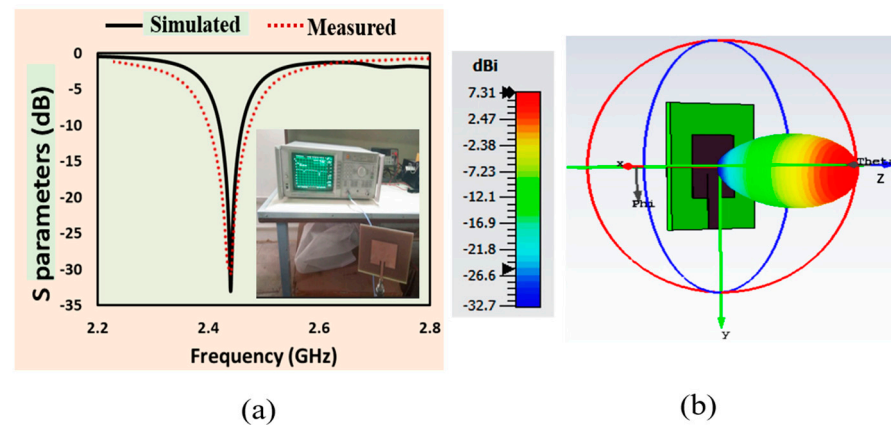 Simulated Measured
S parameters (dB)
0
-5
-10
-15
-20
-25
-30
-35
2.2 2.4 2.6 2.8
Frequency (GHz)
(a)
dBi
7.31
2.47
-2.38
-7.23
-12.1
-16.9
-21.8
-26.6
-32.7
x
Phi
Theta
Z
y
(b)